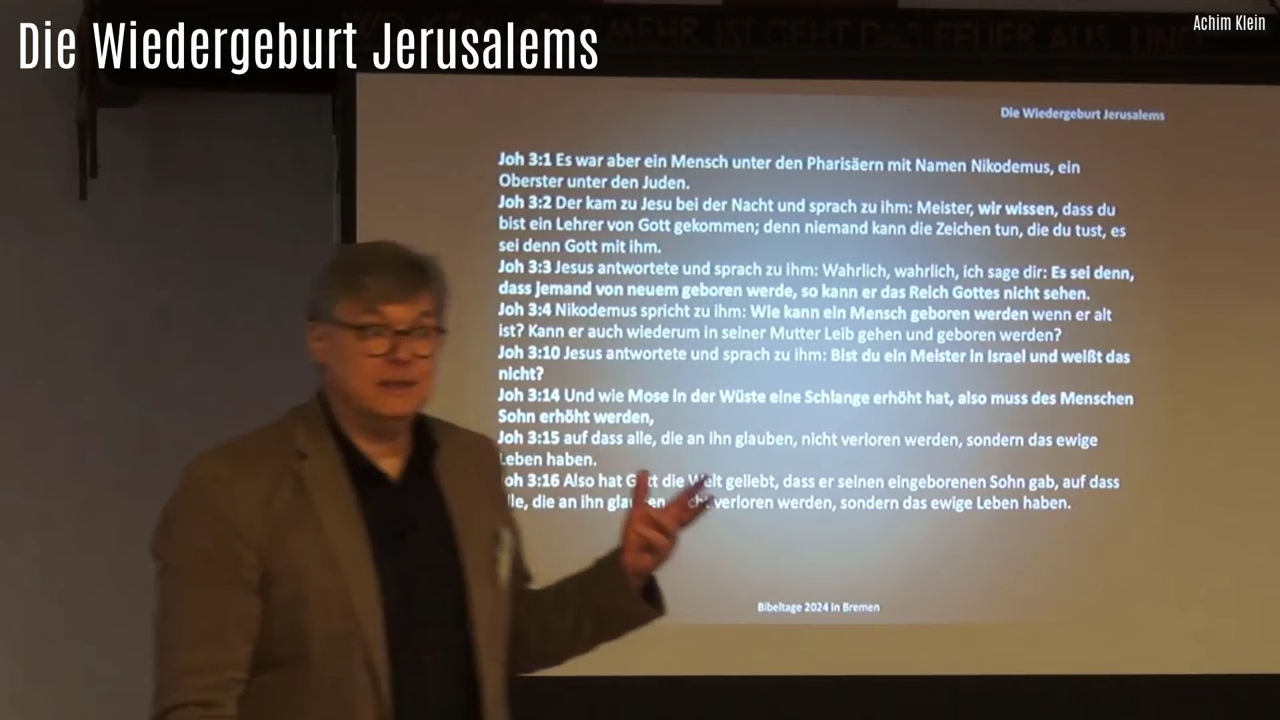 Die Wiedergeburt Jerusalems
Achim Klein
MEHR IST GEHT DAS FEUER AUS
Die Wiedergeburt Jerusalems
Joh 3:1 Es war aber ein Mensch unter den Pharisäern mit Namen Nikodemus, ein
Oberster unter den Juden.
Joh 3:2 Der kam zu Jesu bei der Nacht und sprach zu ihm: Meister, wir wissen, dass du
bist ein Lehrer von Gott gekommen; denn niemand kann die Zeichen tun, die du tust, es
sei denn Gott mit ihm.
Joh 3:3 Jesus antwortete und sprach zu ihm: Wahrlich, wahrlich, ich sage dir: Es sei denn,
dass jemand von neuem geboren werde, so kann er das Reich Gottes nicht sehen.
Joh 3:4 Nikodemus spricht zu ihm: Wie kann ein Mensch geboren werden wenn er alt
ist? Kann er auch wiederum in seiner Mutter Leib gehen und geboren werden?
Joh 3:10 Jesus antwortete und sprach zu ihm: Bist du ein Meister in Israel und weißt das
nicht?
Joh 3:14 Und wie Mose in der Wüste eine Schlange erhöht hat, also muss des Menschen
Sohn erhöht werden,
Joh 3:15 auf dass alle, die an ihn glauben, nicht verloren werden, sondern das ewige
Leben haben.
Joh 3:16 Also hat Gott die Welt geliebt, dass er seinen eingeborenen Sohn gab, auf dass
alle, die an ihn glauben, nicht verloren werden, sondern das ewige Leben haben.
Bibeltage 2024 in Bremen